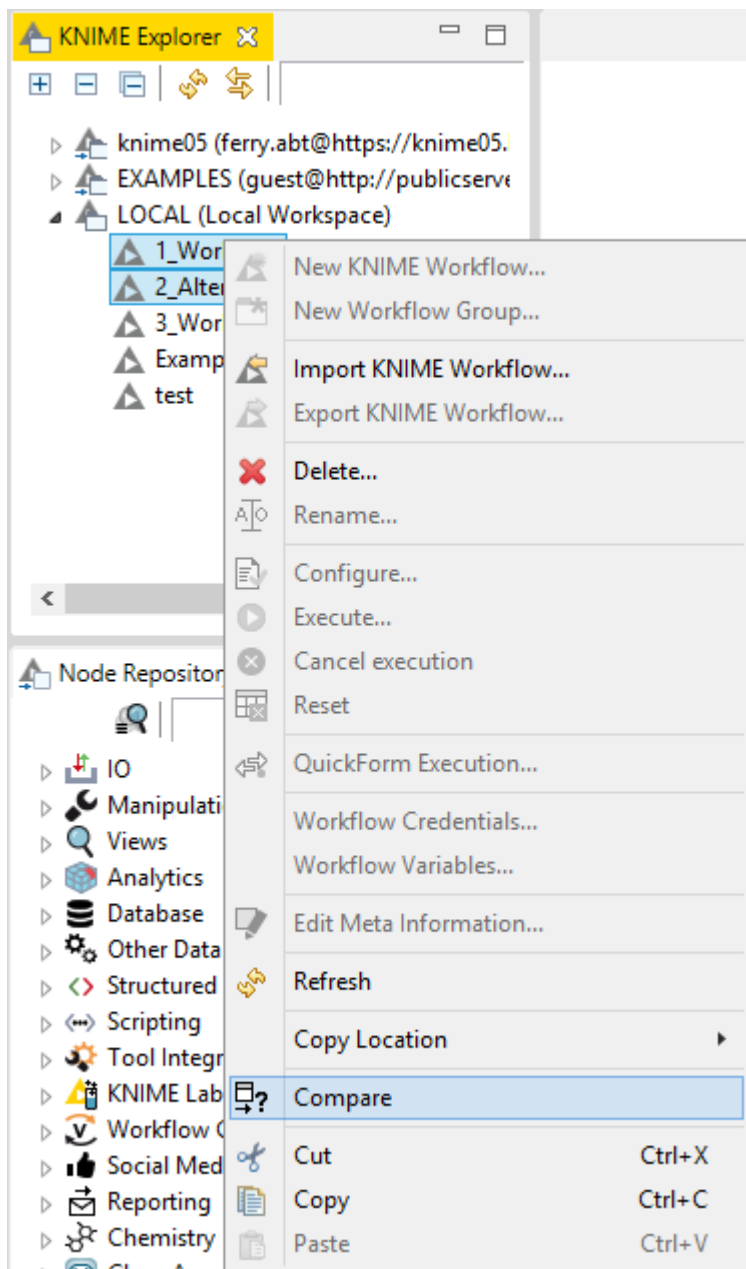 KNIME Explorer
knime05 (ferry.abt@https://knime05.
EXAMPLES (guest@http://publicserve
LOCAL (Local Workspace)
1_Wor
2_Alter
3_Wor
Examp
test
New KNIME Workflow...
New Workflow Group...
Import KNIME Workflow...
Export KNIME Workflow...
Delete...
Rename...
Configure...
Execute...
Cancel execution
Reset
QuickForm Execution...
Workflow Credentials...
Workflow Variables...
Edit Meta Information...
Refresh
Copy Location
Compare
Cut Ctrl+X
Copy Ctrl+C
Paste Ctrl+V
Node Repositor
IO
Manipulati
Views
Analytics
Database
Other Data
Structured
Scripting
Tool Integr
KNIME Lab
Workflow
Social Med
Reporting
Chemistry